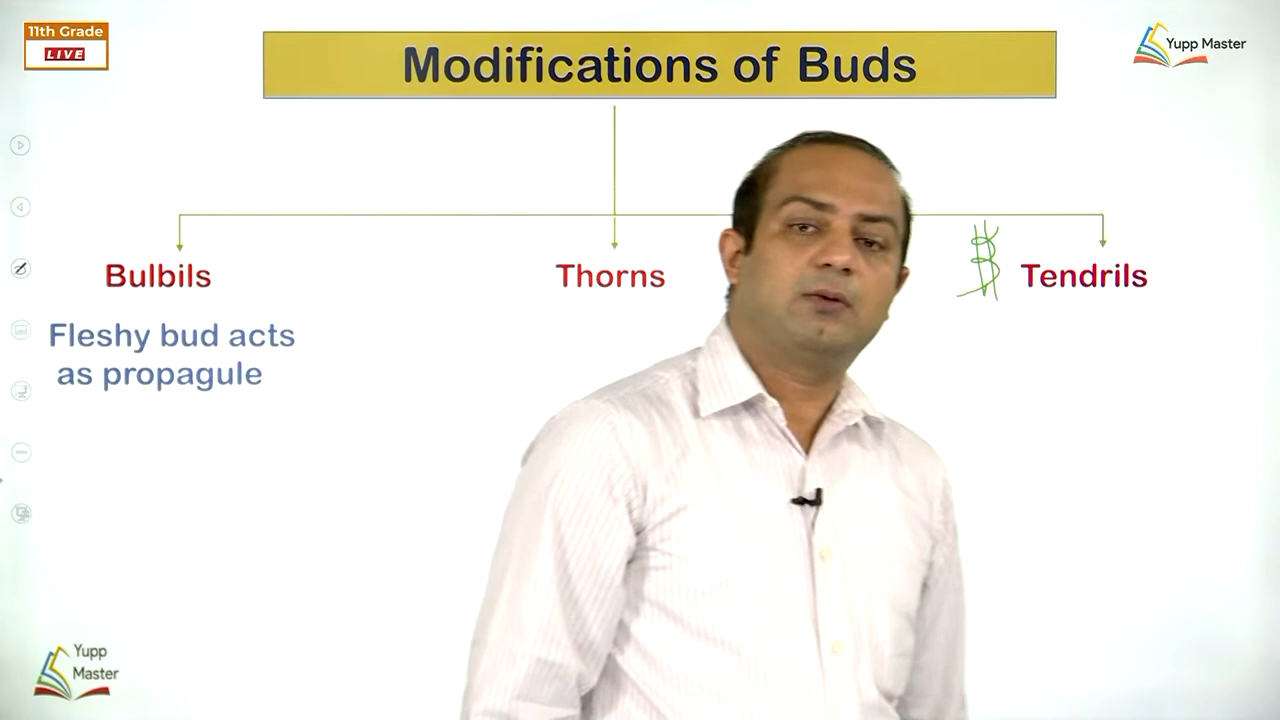 11th Grade
LIVE
Modifications of Buds
Yupp Master
Bulbils
Thorns
Tendrils
Fleshy bud acts
as propagule
Yupp
Master